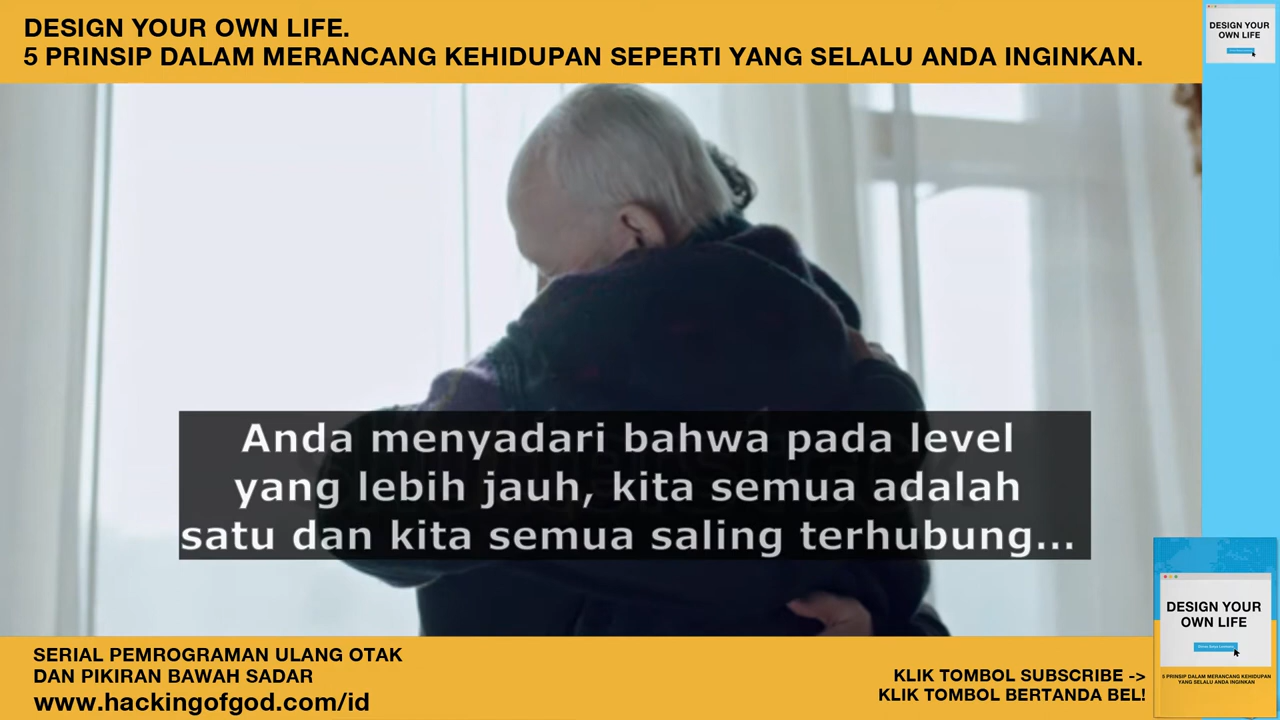 DESIGN YOUR OWN LIFE.
5 PRINSIP DALAM MERANCANG KEHIDUPAN SEPERTI YANG SELALU ANDA INGINKAN.
DESIGN YOUR
OWN LIFE
Anda menyadari bahwa pada level
yang lebih jauh, kita semua adalah
satu dan kita semua saling terhubung...
SERIAL PEMROGRAMAN ULANG OTAK
DAN PIKIRAN BAWAH SADAR
www.hackingofgod.com/id
KLIK TOMBOL SUBSCRIBE ->
KLIK TOMBOL BERTANDA BEL!
DESIGN YOUR
OWN LIFE
5 PRINSIP DALAM MERANCANG KEHIDUPAN
YANG SELALU ANDA INGINKAN